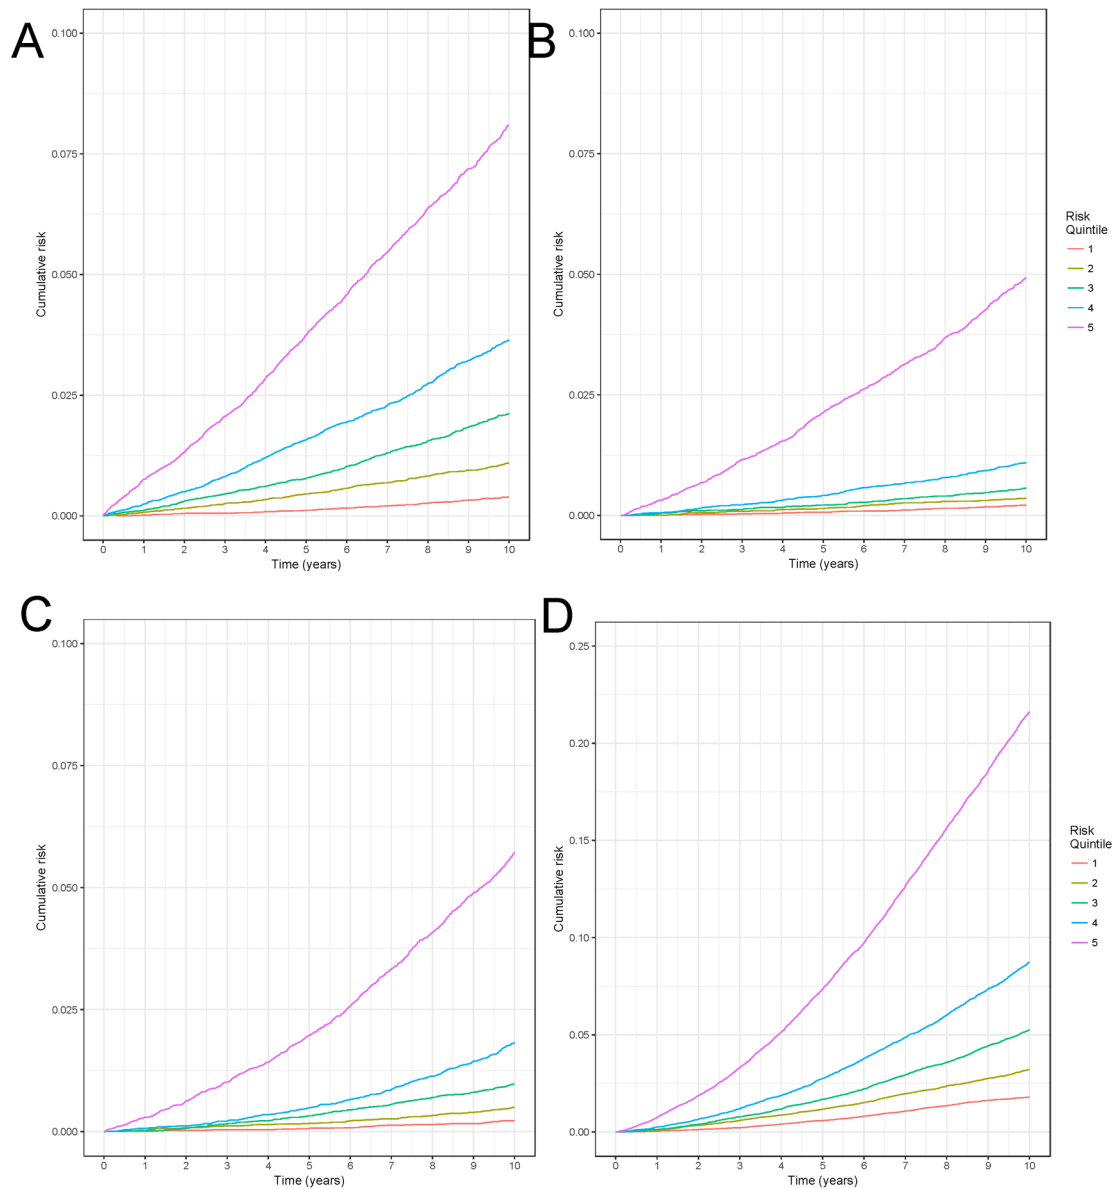 A
B
0.100
0.075
0.050
0.025
0.000
Cumulative risk
0 1 2 3 4 5 6 7 8 9 10
Time (years)
0.100
0.075
0.050
0.025
0.000
Cumulative risk
0 1 2 3 4 5 6 7 8 9 10
Time (years)
Risk
Quintile
1
2
3
4
5
C
D
0.100
0.075
0.050
0.025
0.000
Cumulative risk
0 1 2 3 4 5 6 7 8 9 10
Time (years)
0.25
0.20
0.15
0.10
0.05
0.00
Cumulative risk
0 1 2 3 4 5 6 7 8 9 10
Time (years)
Risk
Quintile
1
2
3
4
5